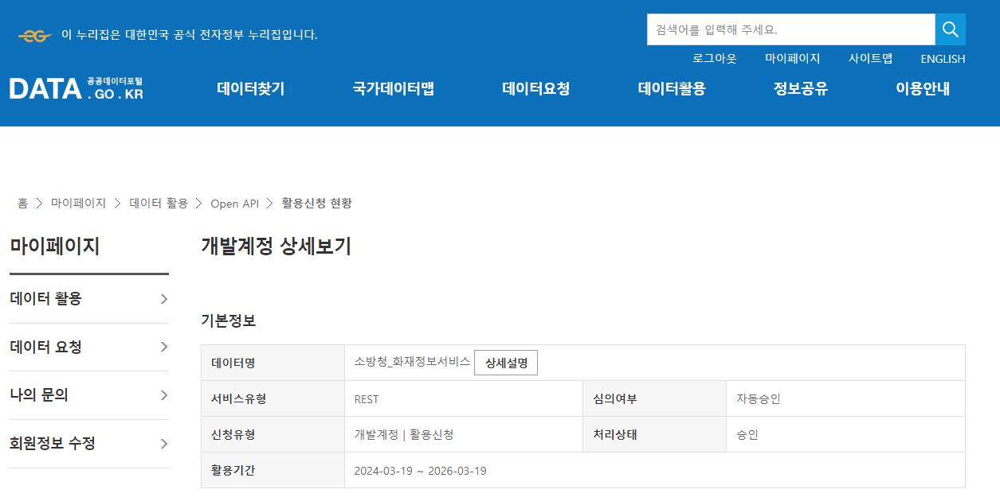 이 누리집은 대한민국 공식 전자정부 누리집입니다.
검색어를 입력해 주세요.
로그아웃 마이페이지 사이트맵 ENGLISH
DATA 공공데이터포털 . GO . KR
데이터찾기 국가데이터맵 데이터요청 데이터활용 정보공유 이용안내
홈 > 마이페이지 > 데이터 활용 > Open API > 활용신청 현황
마이페이지
데이터 활용
데이터 요청
나의 문의
회원정보 수정
개발계정 상세보기
기본정보
데이터명 소방청_화재정보서비스 상세설명
서비스유형 REST 심의여부 자동승인
신청유형 개발계정 | 활용신청 처리상태 승인
활용기간 2024-03-19 ~ 2026-03-19